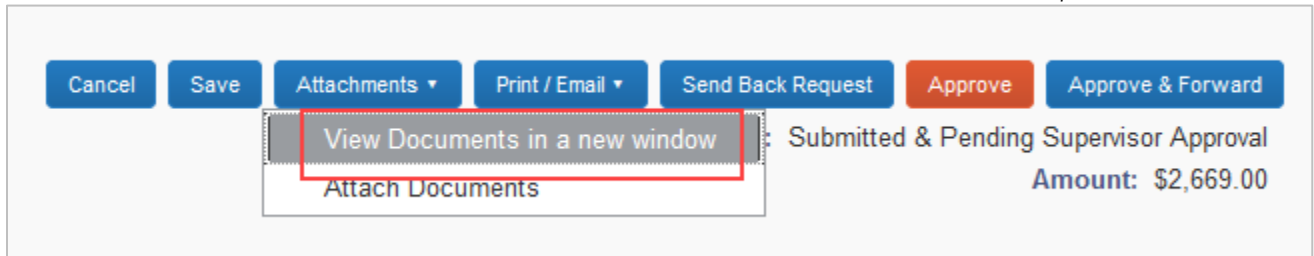 Cancel Save Attachments ▾ Print / Email ▾ Send Back Request Approve Approve & Forward
View Documents in a new window : Submitted & Pending Supervisor Approval
Attach Documents Amount: $2,669.00